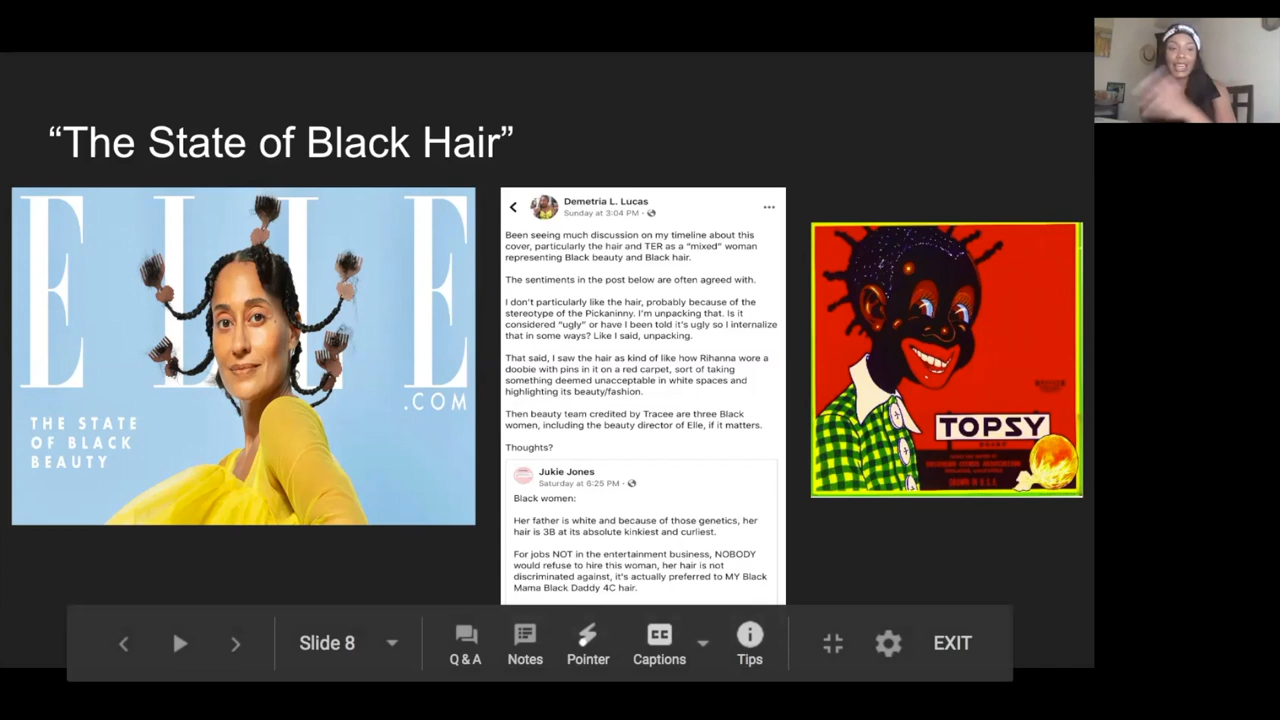 “The State of Black Hair”
ELLE
.COM
THE STATE
OF BLACK
BEAUTY
Demetria L. Lucas
Sunday at 3:04 PM ·
Been seeing much discussion on my timeline about this
cover, particularly the hair and TER as a “mixed” woman
representing Black beauty and Black hair.
The sentiments in the post below are often agreed with.
I don't particularly like the hair, probably because of the
stereotype of the Pickaninny. I'm unpacking that. Is it
considered “ugly” or have I been told it's ugly so I internalize
that in some ways? Like I said, unpacking.
That said, I saw the hair as kind of like how Rihanna wore a
doobie with pins in it on a red carpet, sort of taking
something deemed unacceptable in white spaces and
highlighting its beauty/fashion.
Then beauty team credited by Tracee are three Black
women, including the beauty director of Elle, if it matters.
Thoughts?
Jukie Jones
Saturday at 6:25 PM ·
Black women:
Her father is white and because of those genetics, her
hair is 3B at its absolute kinkiest and curliest.
For jobs NOT in the entertainment business, NOBODY
would refuse to hire this woman, her hair is not
discriminated against, it's actually preferred to MY Black
Mama Black Daddy 4C hair.
TOPSY
Slide 8
Q & A
Notes
Pointer
CC
Captions
Tips
EXIT